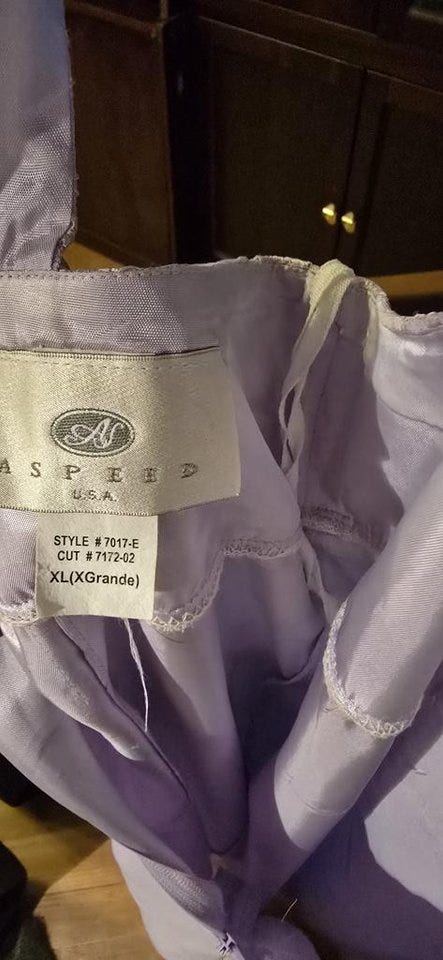 AS
ASPEED
U.S.A.
STYLE # 7017-E
CUT # 7172-02
XL(XGrande)